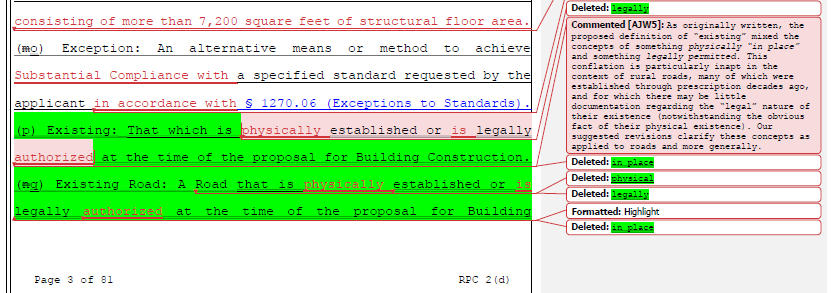 consisting of more than 7,200 square feet of structural floor area.
(mo) Exception: An alternative means or method to achieve
Substantial Compliance with a specified standard requested by the
applicant in accordance with § 1270.06 (Exceptions to Standards).
(p) Existing: That which is physically established or is legally
authorized at the time of the proposal for Building Construction.
(mq) Existing Road: A Road that is physically established or is
legally authorized at the time of the proposal for Building
Page 3 of 81
RPC 2(d)
Deleted: legally
Commented [AJW5]: As originally written, the
proposed definition of "existing" mixed the
concepts of something physically "in place"
and something legally permitted. This
conflation is particularly inapt in the
context of rural roads, many of which were
established through prescription decades ago,
and for which there may be little
documentation regarding the "legal" nature of
their existence (notwithstanding the obvious
fact of their physical existence). Our
suggested revisions clarify these concepts as
applied to roads and more generally.
Deleted: in place
Deleted: physical
Deleted: legally
Formatted: Highlight
Deleted: in place